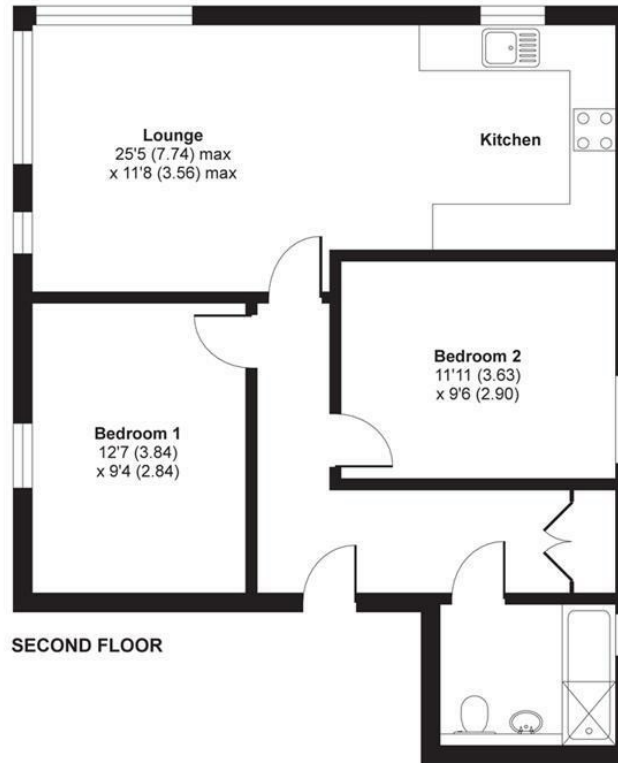 Lounge
25'5 (7.74) max
x 11'8 (3.56) max
Kitchen
Bedroom 2
11'11 (3.63)
x 9'6 (2.90)
Bedroom 1
12'7 (3.84)
x 9'4 (2.84)
SECOND FLOOR